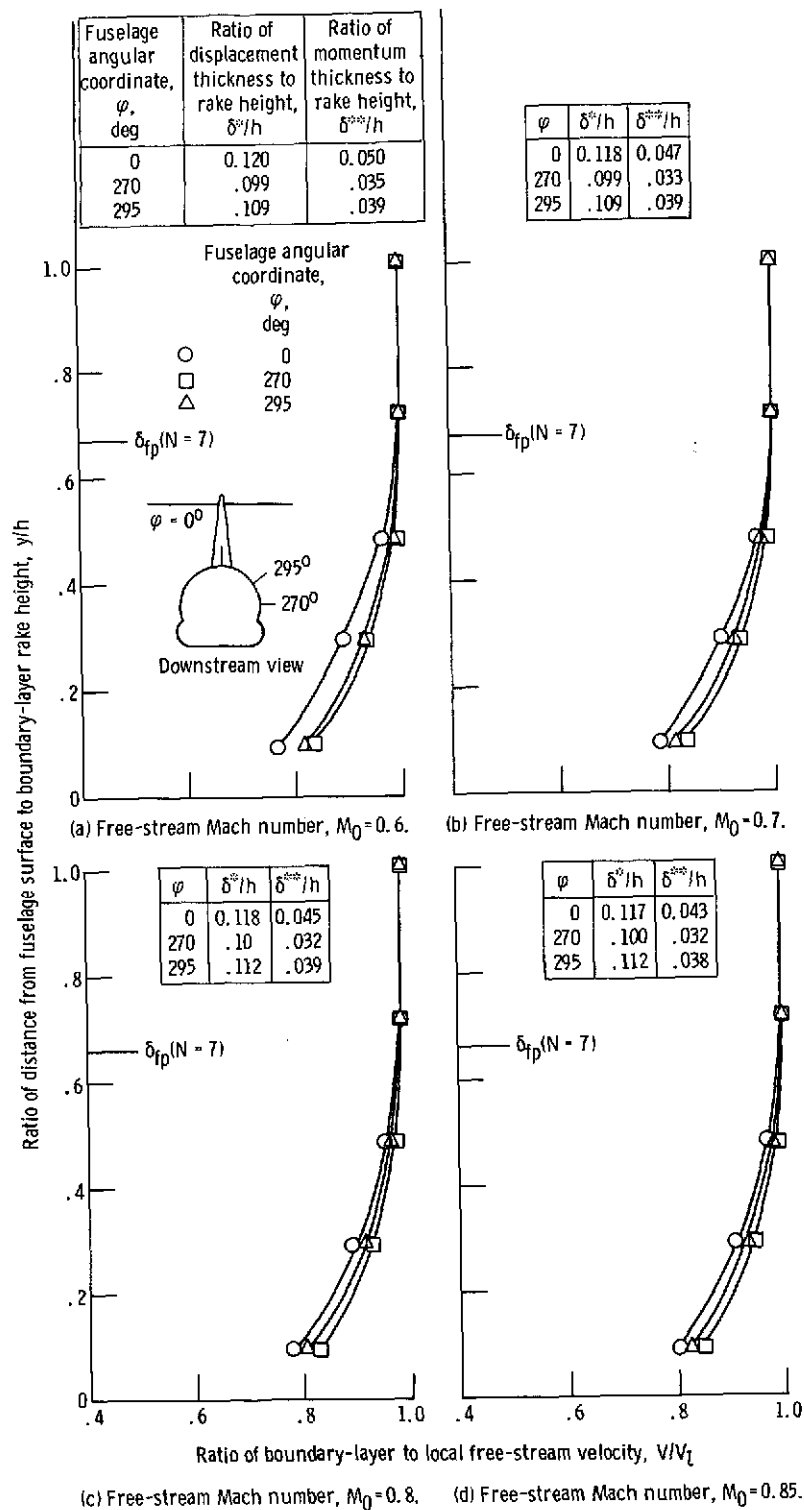 Fuselage angular coordinate, φ, deg | Ratio of displacement thickness to rake height, δ*/h | Ratio of momentum thickness to rake height, δ**/h
0 | 0.120 | 0.050
270 | .099 | .035
295 | .109 | .039
φ | δ*/h | δ**/h
0 | 0.118 | 0.047
270 | .099 | .033
295 | .109 | .039
Fuselage angular
coordinate,
φ,
deg
0
270
295
1.0
.8
.6
.4
.2
0
δfp(N = 7)
φ = 0⁰
295⁰
270⁰
Downstream view
δfp(N = 7)
(a) Free-stream Mach number, M0 = 0.6.
(b) Free-stream Mach number, M0 = 0.7.
Ratio of distance from fuselage surface to boundary-layer rake height, y/h
φ | δ*/h | δ**/h
0 | 0.118 | 0.045
270 | .10 | .032
295 | .112 | .039
φ | δ*/h | δ**/h
0 | 0.117 | 0.043
270 | .100 | .032
295 | .112 | .038
1.0
.8
.6
.4
.2
0
δfp(N = 7)
δfp(N = 7)
.4 .6 .8 1.0
.4 .6 .8 1.0
Ratio of boundary-layer to local free-stream velocity, V/Vl
(c) Free-stream Mach number, M0 = 0.8.
(d) Free-stream Mach number, M0 = 0.85.